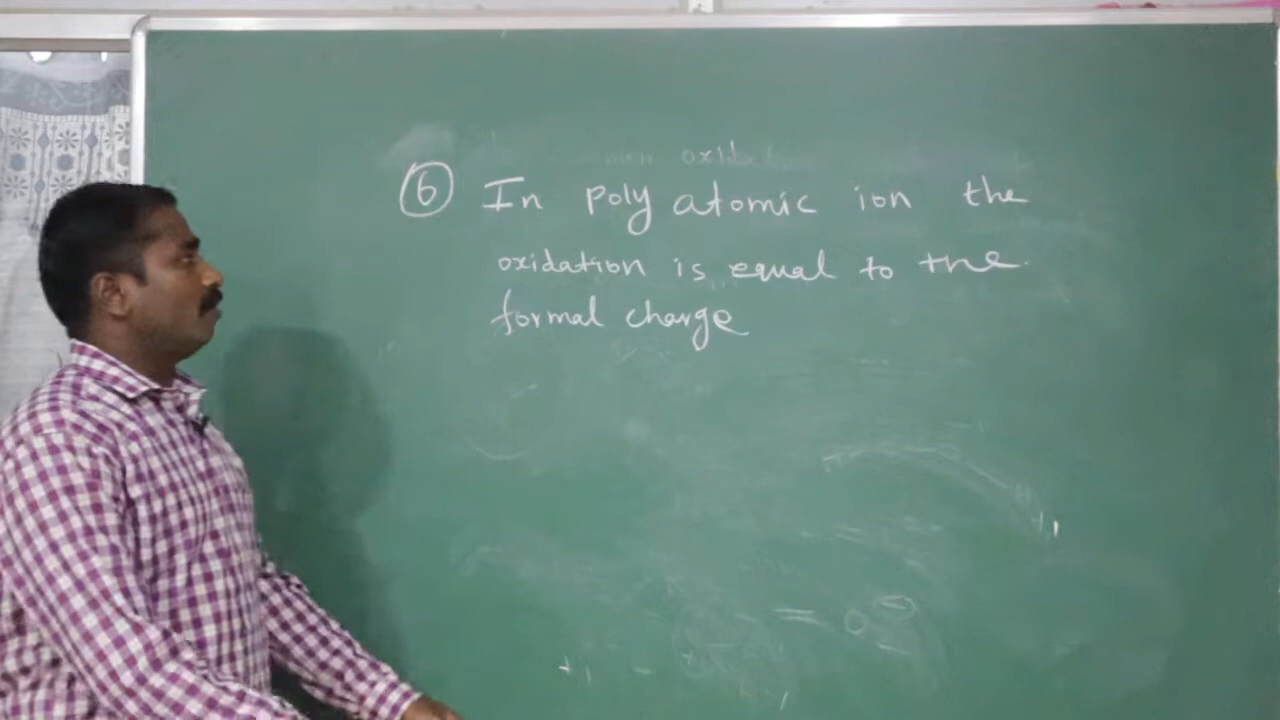 ⑥ In poly atomic ion the
oxidation is equal to the
formal charge